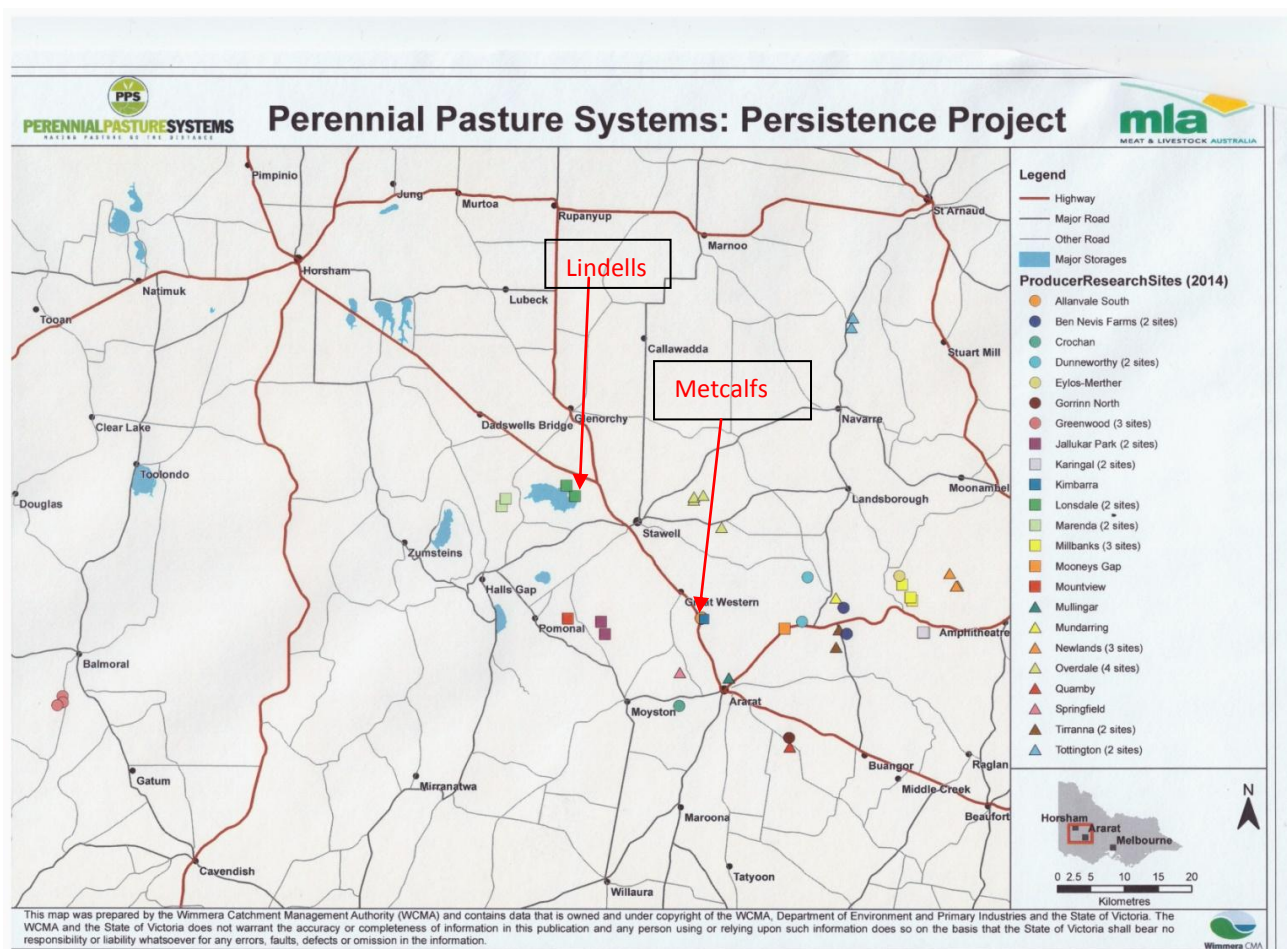 PPS
PERENNIALPASTURESYSTEMS
MAKING PASTURE GO THE DISTANCE
Perennial Pasture Systems: Persistence Project
mla
MEAT & LIVESTOCK AUSTRALIA
Pimpinio
Jung
Murtoa
Rupanyup
St Arnaud
Marnoo
Lindells
Horsham
Natimuk
Lubeck
Tooan
Callawadda
Stuart Mill
Metcalfs
Glenorchy
Navarre
Dadswells Bridge
Clear Lake
Toolondo
Moonambel
Douglas
Landsborough
Stawell
Zumsteins
Halls Gap
Great Western
Pomonal
Amphitheatre
Balmoral
Ararat
Moyston
Buangor
Raglan
Gatum
Mirranatwa
Middle Creek
Beaufort
Maroona
Cavendish
Tatyoon
Willaura
Legend
Highway
Major Road
Other Road
Major Storages
ProducerResearchSites (2014)
Allanvale South
Ben Nevis Farms (2 sites)
Crochan
Dunneworthy (2 sites)
Eylos-Merther
Gorrinn North
Greenwood (3 sites)
Jallukar Park (2 sites)
Karingal (2 sites)
Kimbarra
Lonsdale (2 sites)
Marenda (2 sites)
Millbanks (3 sites)
Mooneys Gap
Mountview
Mullingar
Mundarring
Newlands (3 sites)
Overdale (4 sites)
Quamby
Springfield
Tirranna (2 sites)
Tottington (2 sites)
N
Horsham
Ararat
Melbourne
0 2.5 5 10 15 20
Kilometres
This map was prepared by the Wimmera Catchment Management Authority (WCMA) and contains data that is owned and under copyright of the WCMA, Department of Environment and Primary Industries and the State of Victoria. The
WCMA and the State of Victoria does not warrant the accuracy or completeness of information in this publication and any person using or relying upon such information does so on the basis that the State of Victoria shall bear no
responsibility or liability whatsoever for any errors, faults, defects or omission in the information.
Wimmera CMA